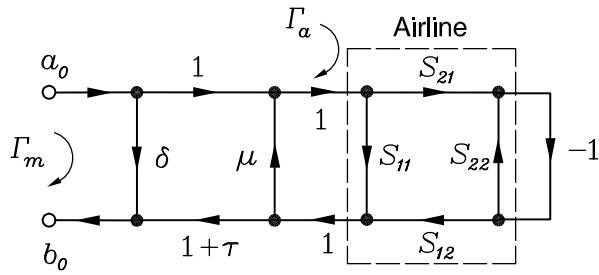 Airline
Γₐ
a₀ 1 S₂₁
1
Γₘ δ μ S₁₁ S₂₂ −1
b₀ 1+τ 1 S₁₂